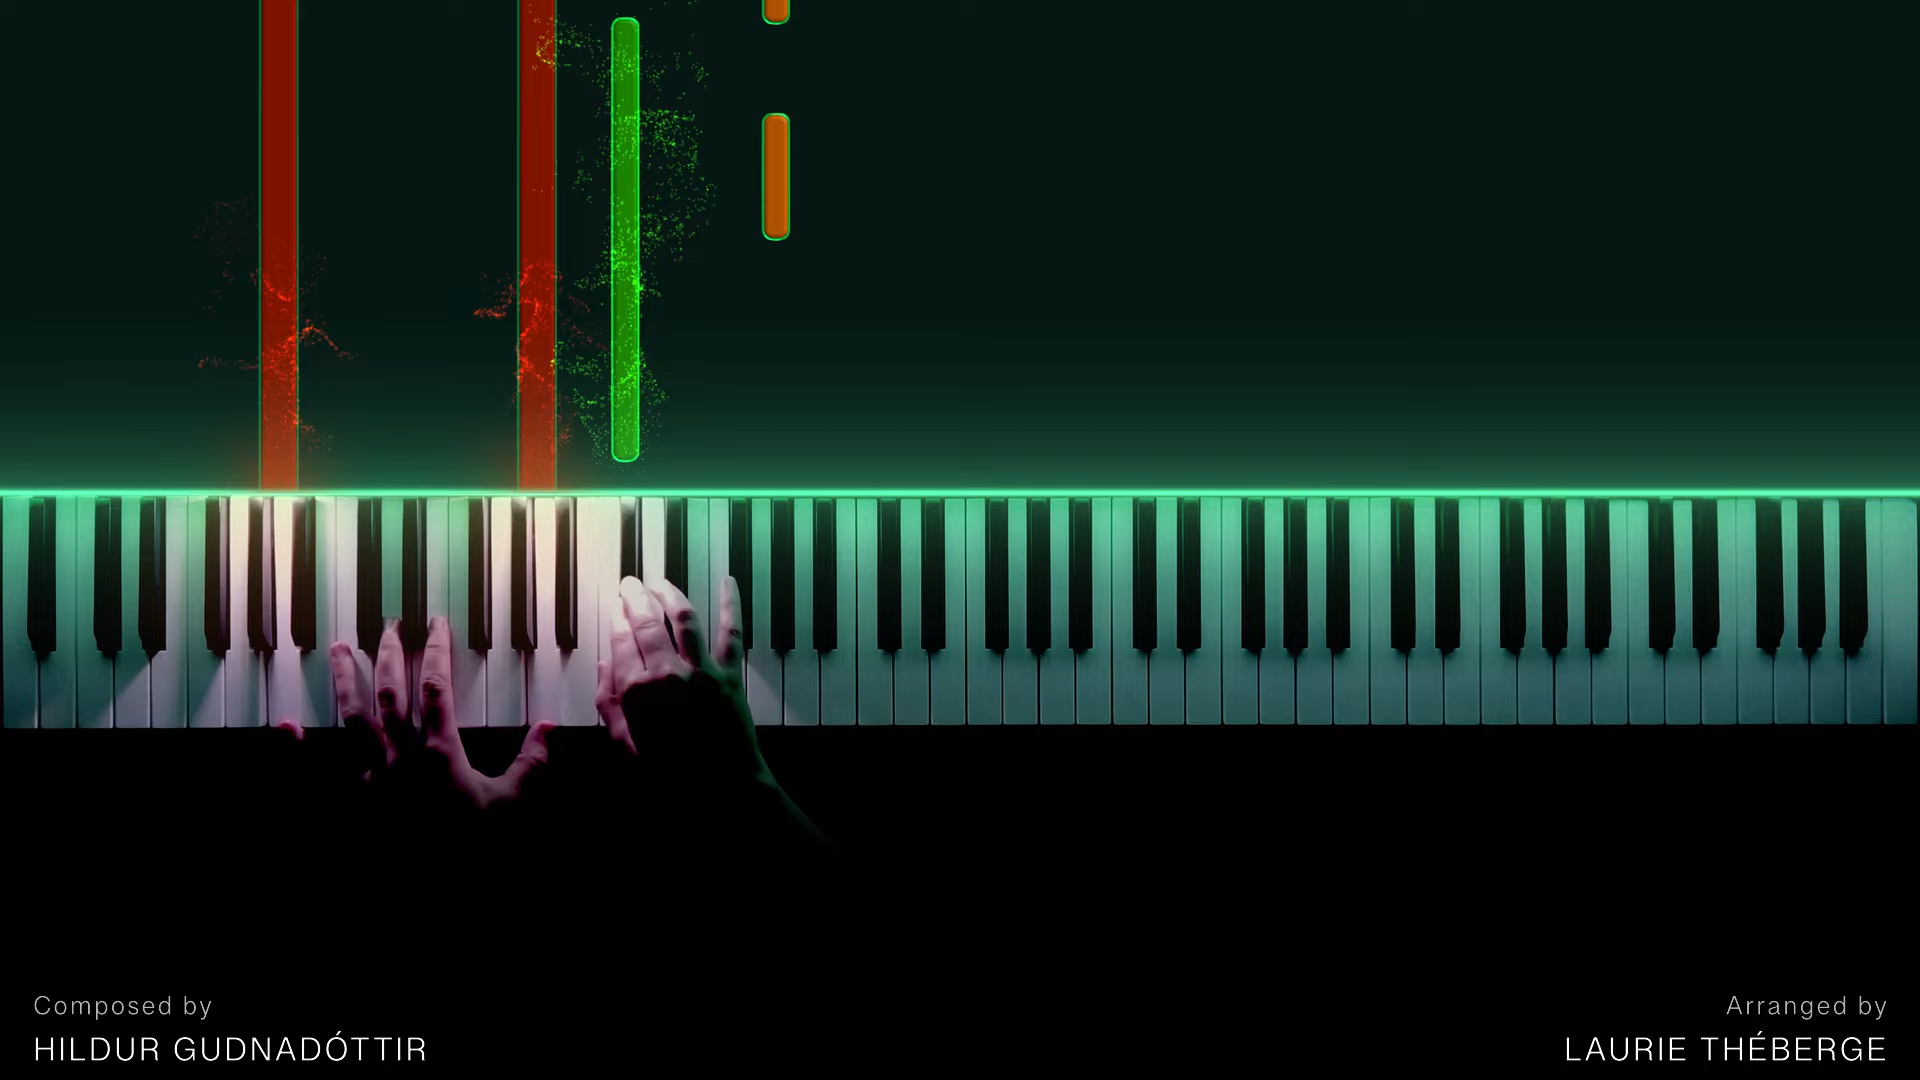 Composed by
HILDUR GUDNADÓTTIR
Arranged by
LAURIE THÉBERGE